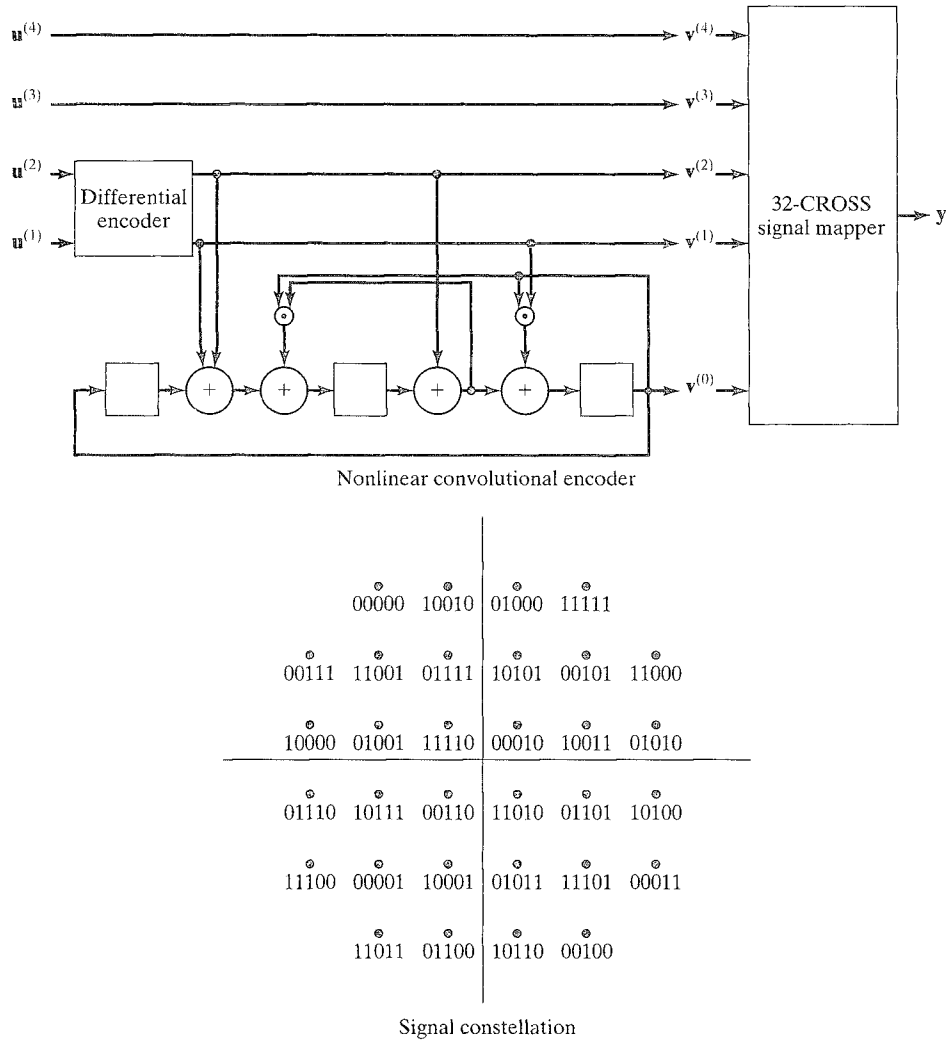 u(4) v(4)
u(3) v(3)
u(2) v(2)
Differential
encoder
32-CROSS
signal mapper
y
u(1) v(1)
+ + + + v(0)
Nonlinear convolutional encoder
00000 10010 01000 11111
00111 11001 01111 10101 00101 11000
10000 01001 11110 00010 10011 01010
01110 10111 00110 11010 01101 10100
11100 00001 10001 01011 11101 00011
11011 01100 10110 00100
Signal constellation